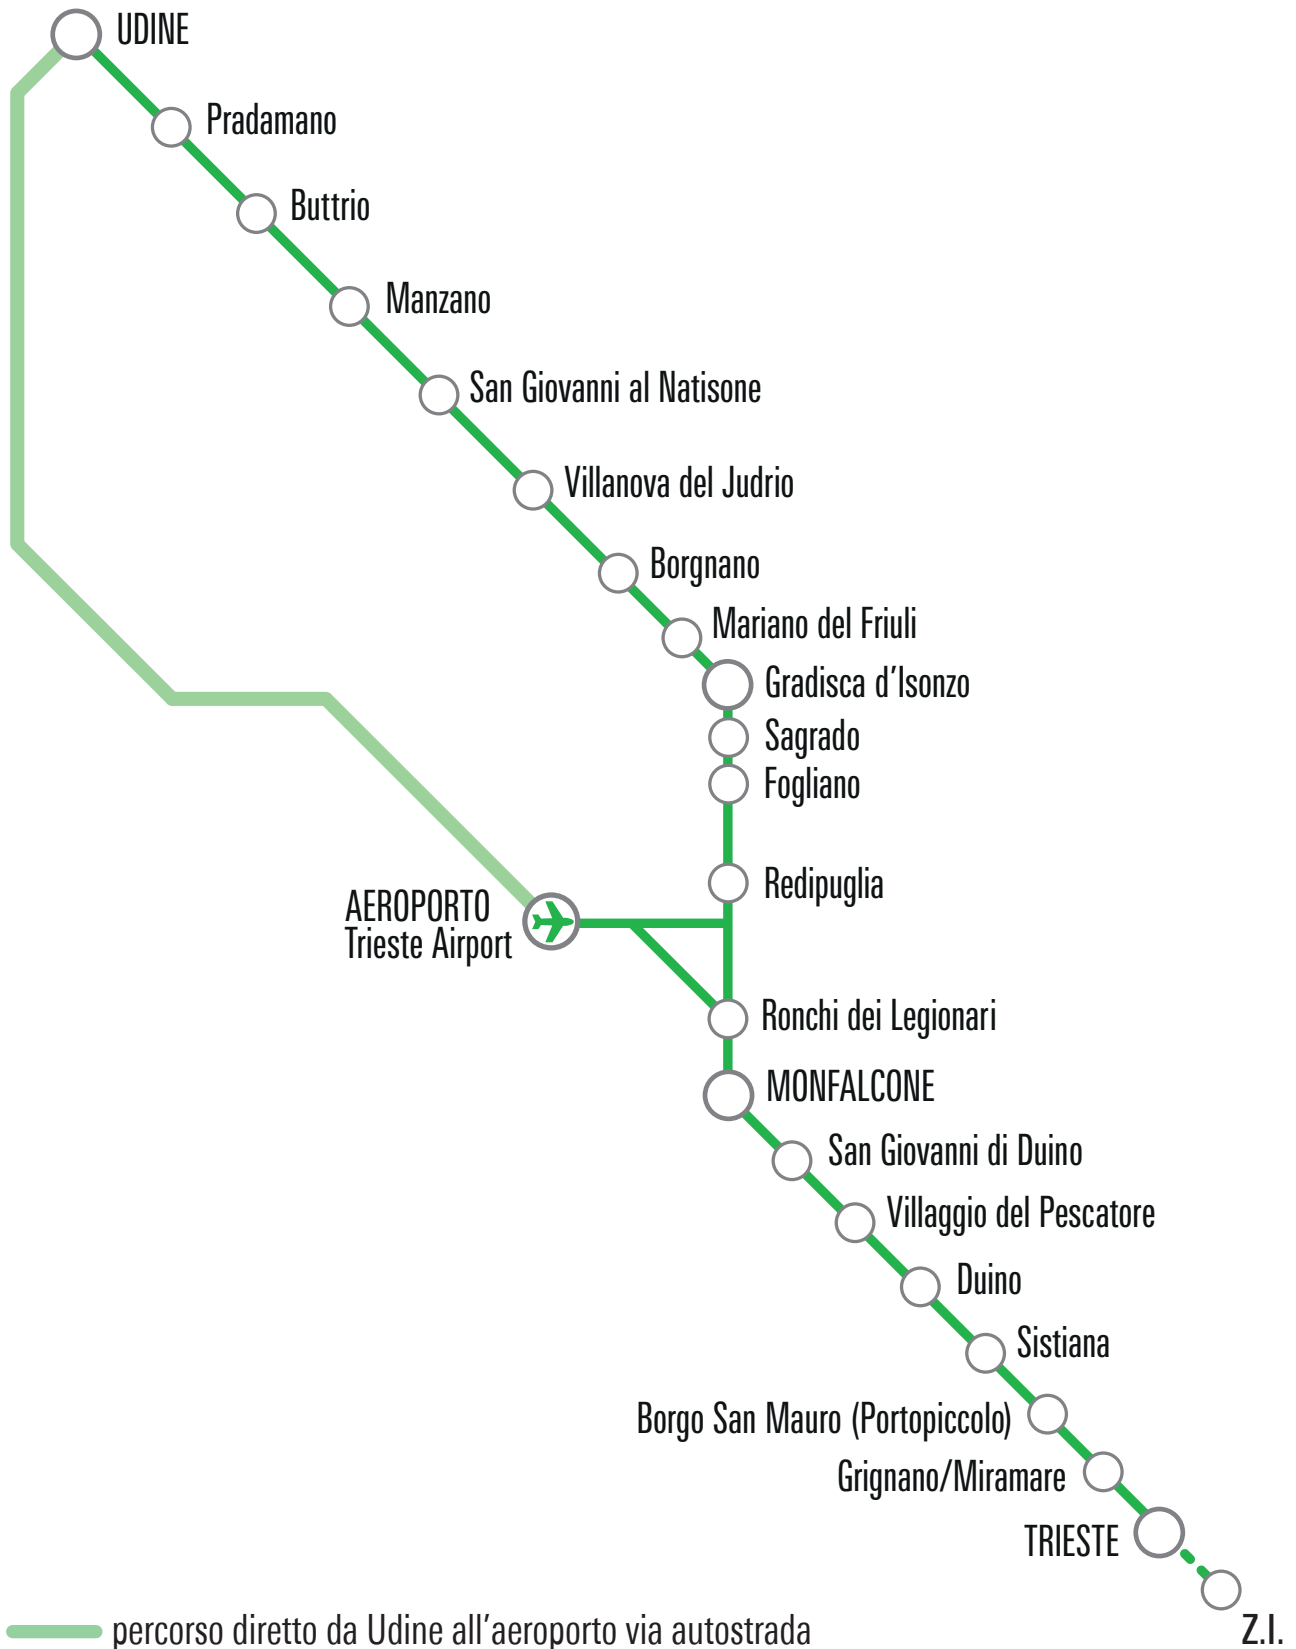 UDINE
Pradamano
Buttrio
Manzano
San Giovanni al Natisone
Villanova del Judrio
Borgnano
Mariano del Friuli
Gradisca d’Isonzo
Sagrado
Fogliano
Redipuglia
AEROPORTO
Trieste Airport
Ronchi dei Legionari
MONFALCONE
San Giovanni di Duino
Villaggio del Pescatore
Duino
Sistiana
Borgo San Mauro (Portopiccolo)
Grignano/Miramare
TRIESTE
Z.I.
percorso diretto da Udine all’aeroporto via autostrada